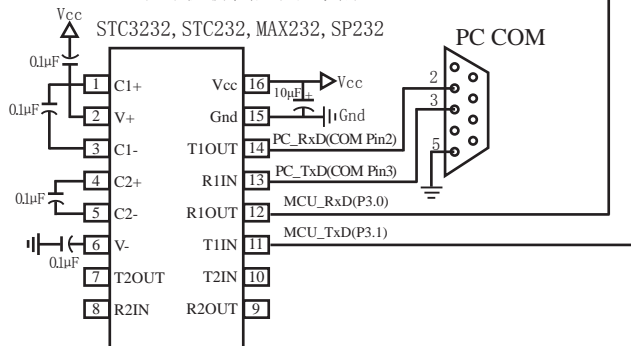 STC3232, STC232, MAX232, SP232
Vcc
0.1μF
0.1μF
0.1μF
0.1μF
1 C1+
2 V+
3 C1-
4 C2+
5 C2-
6 V-
7 T2OUT
8 R2IN
Vcc 16
Gnd 15
T1OUT 14
R1IN 13
R1OUT 12
T1IN 11
T2IN 10
R2OUT 9
Vcc
10μF +
Gnd
PC_RxD(COM Pin2)
PC_TxD(COM Pin3)
MCU_RxD(P3.0)
MCU_TxD(P3.1)
PC COM
2
3
5